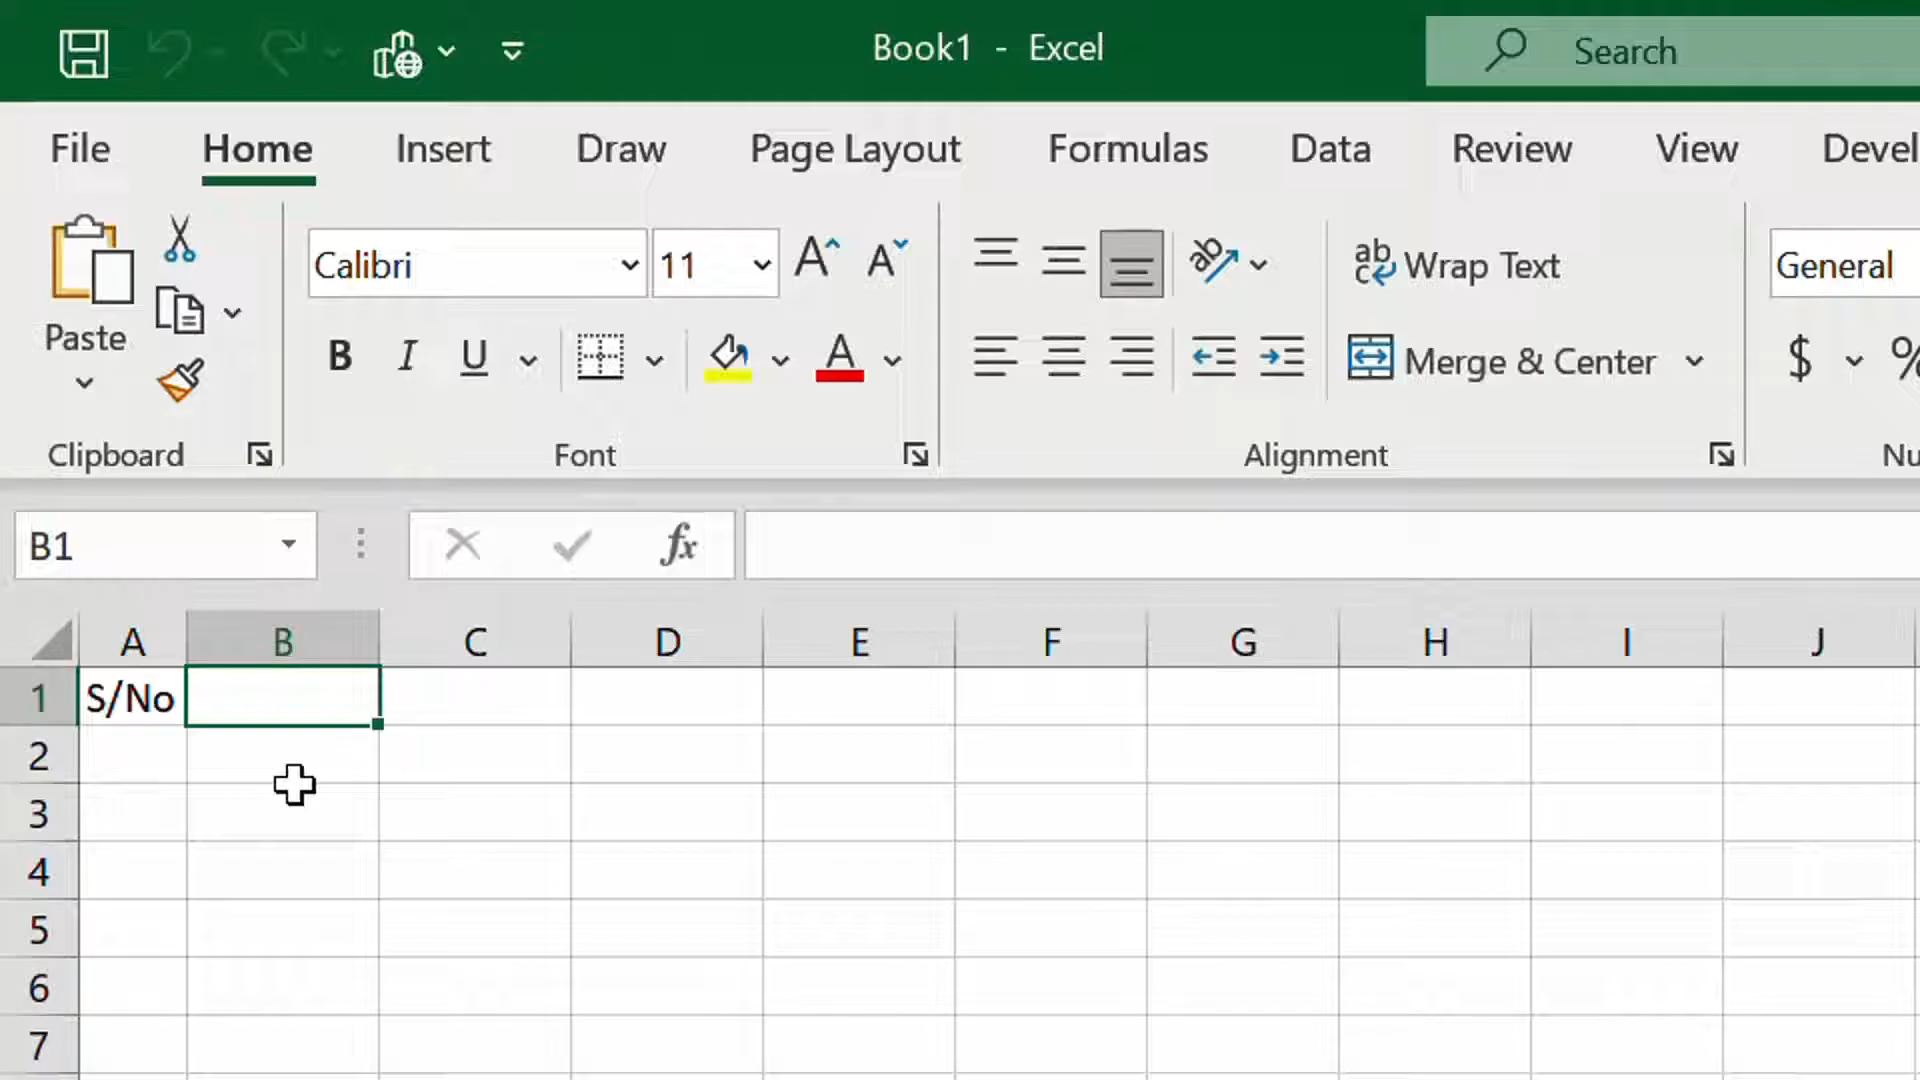 Book1 - Excel
Search
File Home Insert Draw Page Layout Formulas Data Review View Devel
Calibri 11 A A ab Wrap Text General
Paste B I U A Merge & Center $ %
Clipboard Font Alignment Nu
B1 fx
A B C D E F G H I J
1 S/No
2
3
4
5
6
7